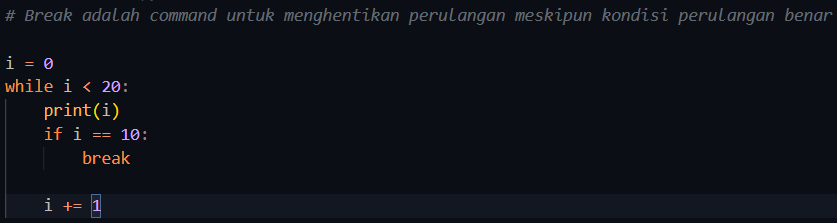 # Break adalah command untuk menghentikan perulangan meskipun kondisi perulangan benar
i = 0
while i < 20:
    print(i)
    if i == 10:
        break
    i += 1